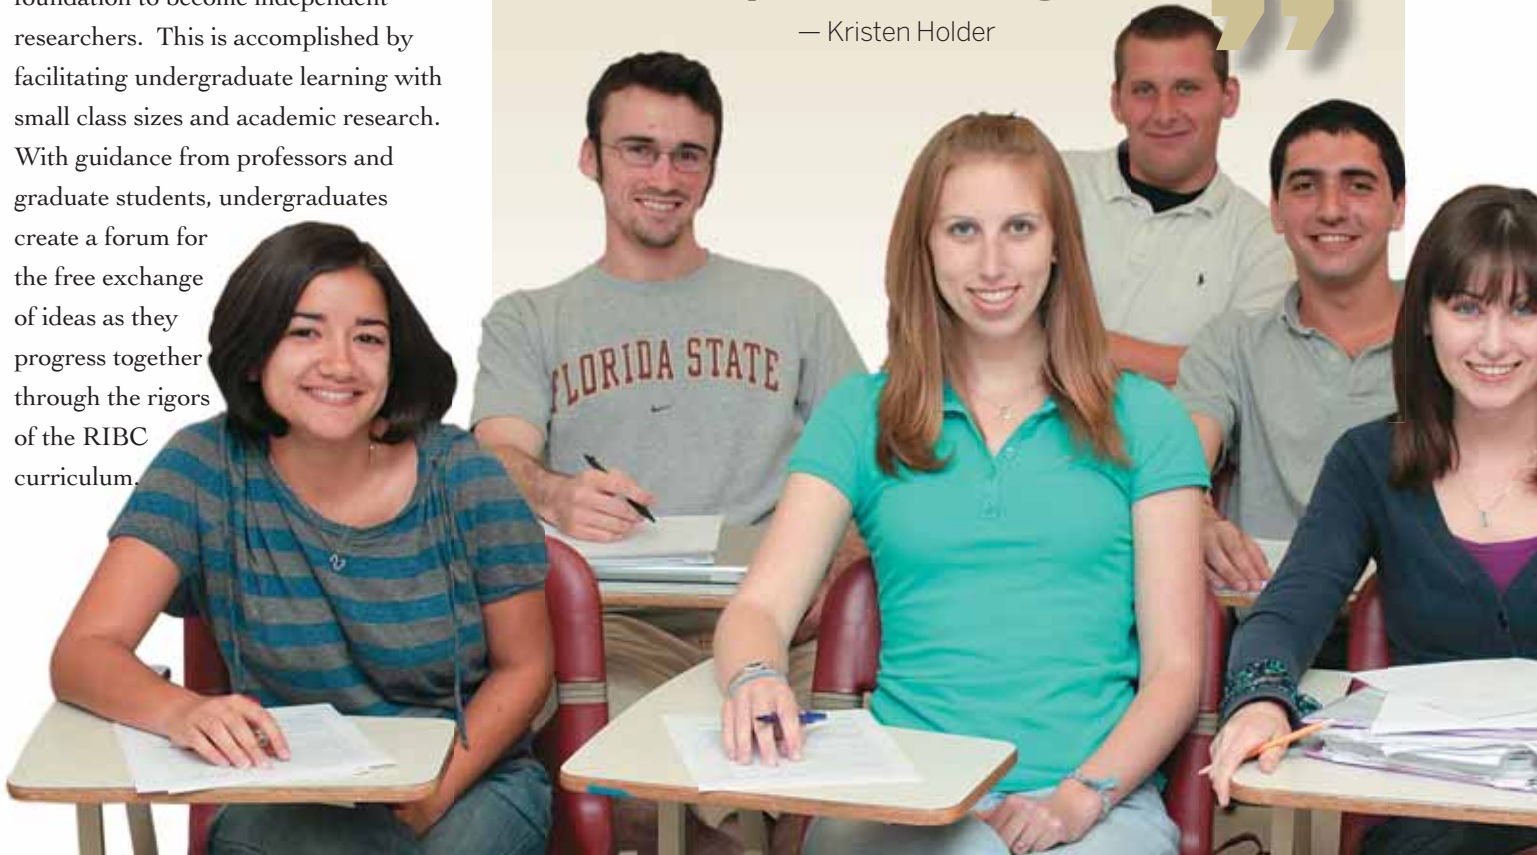 foundation to become independent
researchers.  This is accomplished by
facilitating undergraduate learning with
small class sizes and academic research.
With guidance from professors and
graduate students, undergraduates
create a forum for
the free exchange
of ideas as they
progress together
through the rigors
of the RIBC
curriculum.
— Kristen Holder
”
FLORIDA STATE